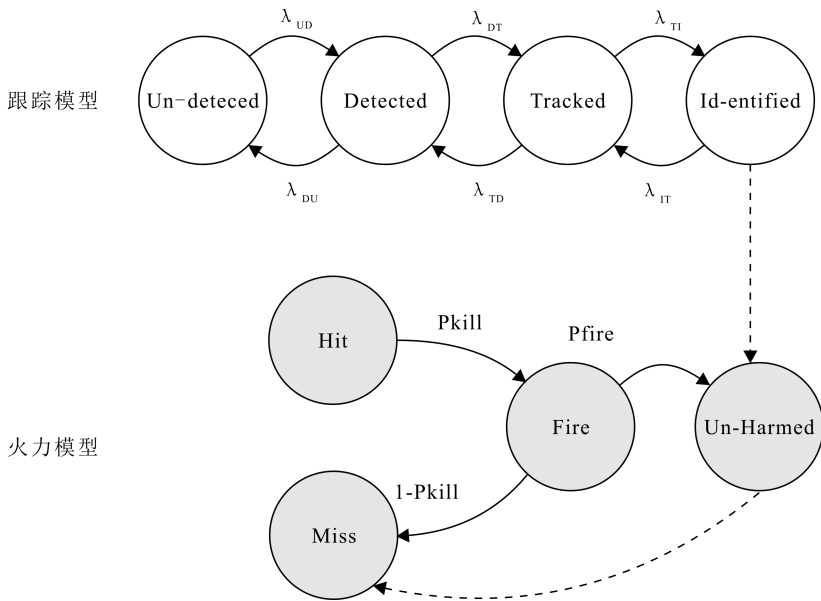 λ UD
λ DT
λ TI
跟踪模型
Un-deteced
Detected
Tracked
Id-entified
λ DU
λ TD
λ IT
Hit
Pkill
Pfire
火力模型
Fire
Un-Harmed
1-Pkill
Miss